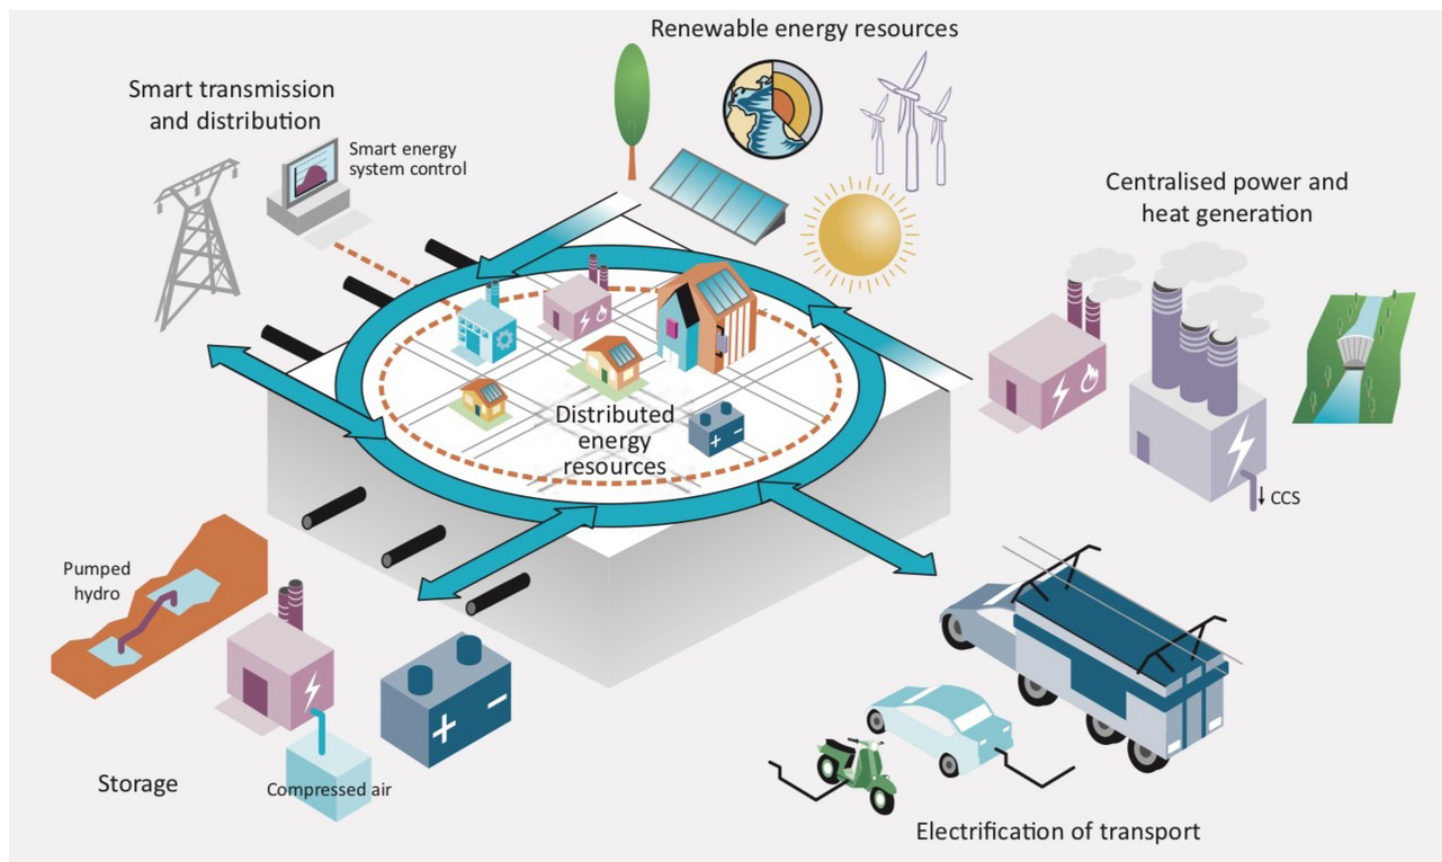 Renewable energy resources
Smart transmission
and distribution
Smart energy
system control
Centralised power and
heat generation
Distributed
energy
resources
CCS
Pumped
hydro
Storage
Compressed air
+ -
+ -
Electrification of transport